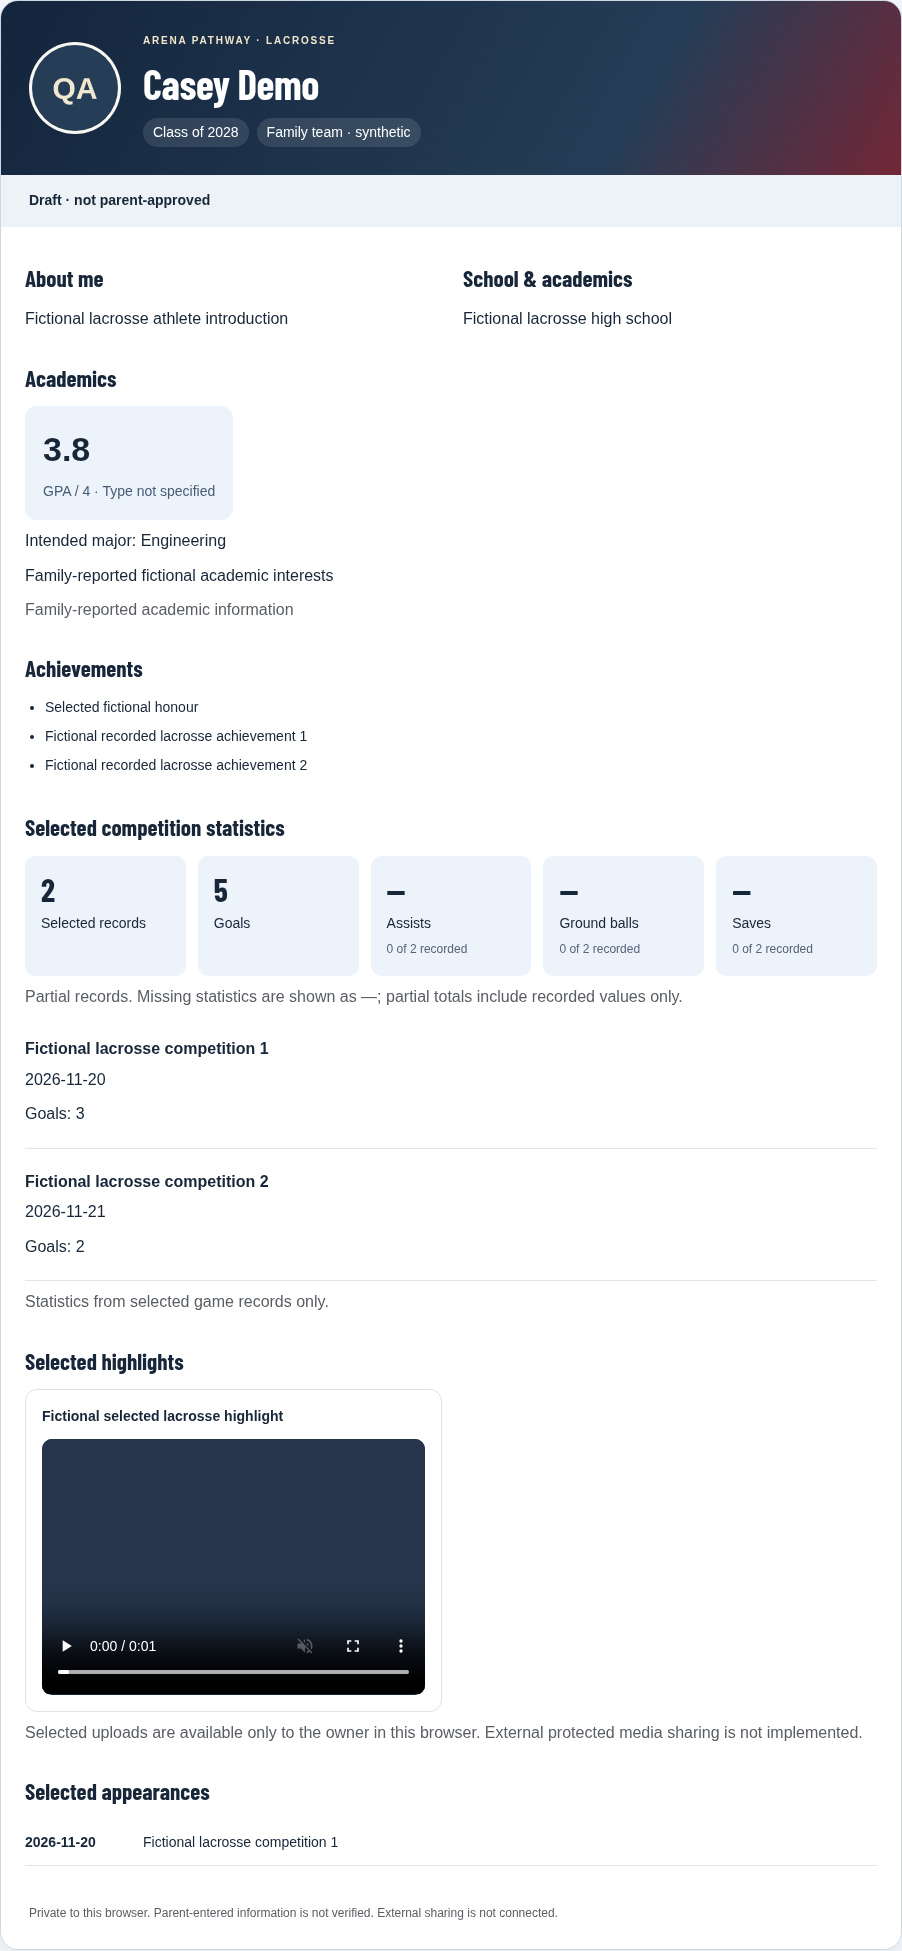 ARENA PATHWAY · LACROSSE
QA
Casey Demo
Class of 2028
Family team · synthetic
Draft · not parent-approved
About me
Fictional lacrosse athlete introduction
School & academics
Fictional lacrosse high school
Academics
3.8
GPA / 4 · Type not specified
Intended major: Engineering
Family-reported fictional academic interests
Family-reported academic information
Achievements
• Selected fictional honour
• Fictional recorded lacrosse achievement 1
• Fictional recorded lacrosse achievement 2
Selected competition statistics
2
Selected records
5
Goals
—
Assists
0 of 2 recorded
—
Ground balls
0 of 2 recorded
—
Saves
0 of 2 recorded
Partial records. Missing statistics are shown as —; partial totals include recorded values only.
Fictional lacrosse competition 1
2026-11-20
Goals: 3
Fictional lacrosse competition 2
2026-11-21
Goals: 2
Statistics from selected game records only.
Selected highlights
Fictional selected lacrosse highlight
0:00 / 0:01
Selected uploads are available only to the owner in this browser. External protected media sharing is not implemented.
Selected appearances
2026-11-20 Fictional lacrosse competition 1
Private to this browser. Parent-entered information is not verified. External sharing is not connected.